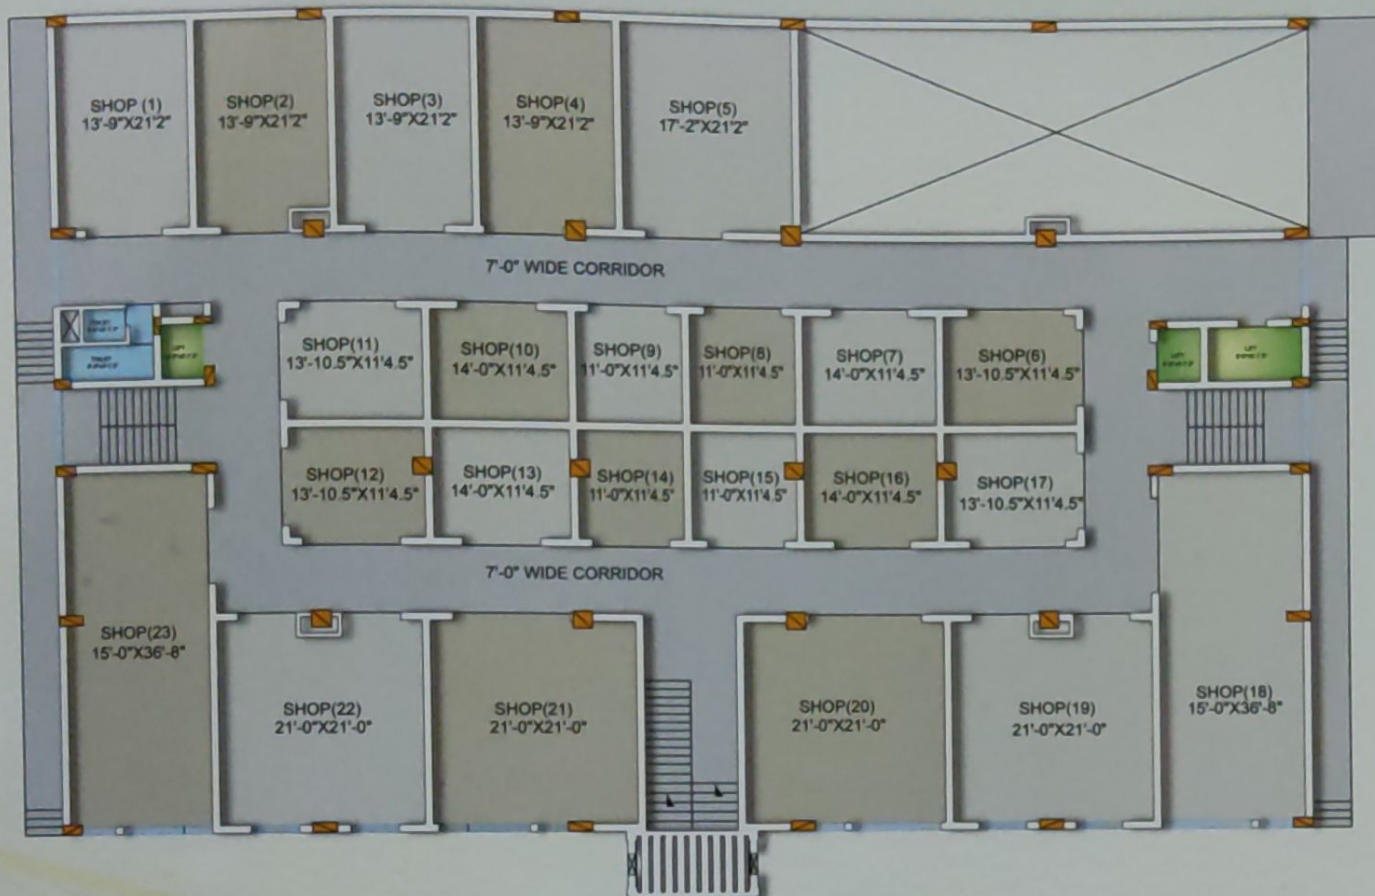 SHOP (1)
13'-9"X21'2"
SHOP(2)
13'-9"X21'2"
SHOP(3)
13'-9"X21'2"
SHOP(4)
13'-9"X21'2"
SHOP(5)
17'-2"X21'2"
7'-0" WIDE CORRIDOR
SHOP(11)
13'-10.5"X11'4.5"
SHOP(10)
14'-0"X11'4.5"
SHOP(9)
11'-0"X11'4.5"
SHOP(8)
11'-0"X11'4.5"
SHOP(7)
14'-0"X11'4.5"
SHOP(6)
13'-10.5"X11'4.5"
TOILET
TOILET
LIFT
LIFT
LIFT
SHOP(12)
13'-10.5"X11'4.5"
SHOP(13)
14'-0"X11'4.5"
SHOP(14)
11'-0"X11'4.5"
SHOP(15)
11'-0"X11'4.5"
SHOP(16)
14'-0"X11'4.5"
SHOP(17)
13'-10.5"X11'4.5"
7'-0" WIDE CORRIDOR
SHOP(23)
15'-0"X36'-8"
SHOP(22)
21'-0"X21'-0"
SHOP(21)
21'-0"X21'-0"
SHOP(20)
21'-0"X21'-0"
SHOP(19)
21'-0"X21'-0"
SHOP(18)
15'-0"X36'-8"